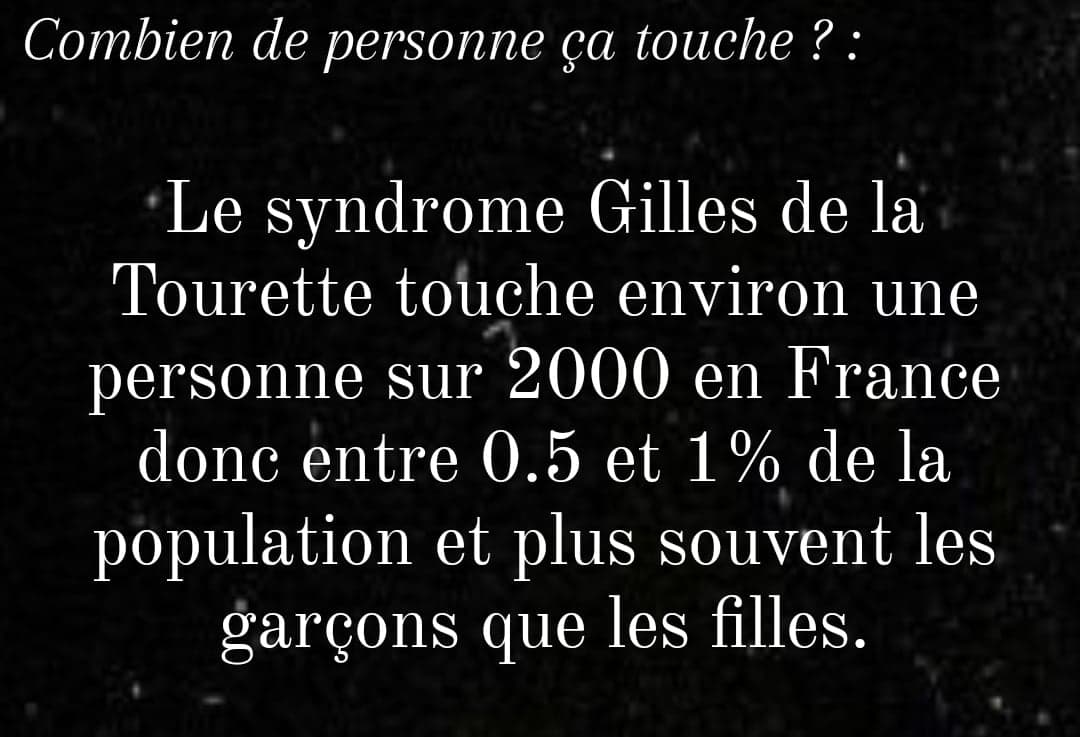 Combien de personne ça touche ? :
Le syndrome Gilles de la
Tourette touche environ une
personne sur 2000 en France
donc entre 0.5 et 1% de la
population et plus souvent les
garçons que les filles.